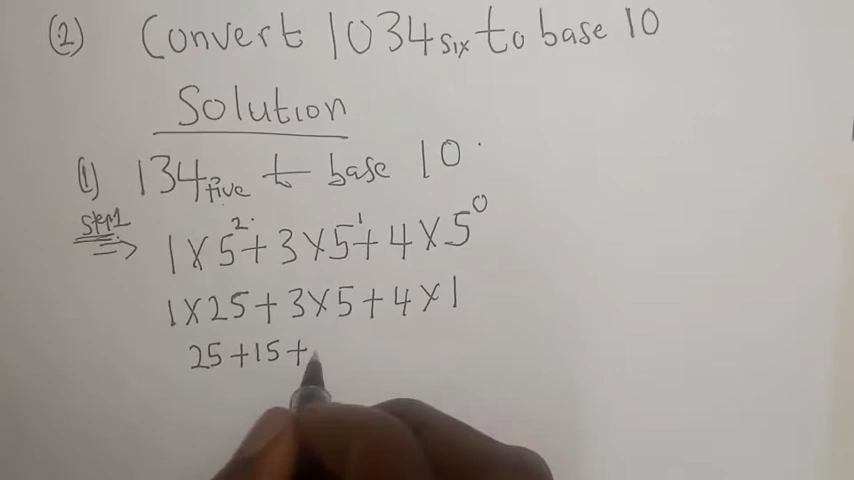 (2) Convert 1034six to base 10
Solution
(1) 134five to base 10.
Step1
⇒ 1×5²+3×5¹+4×5⁰
1×25+3×5+4×1
25+15+